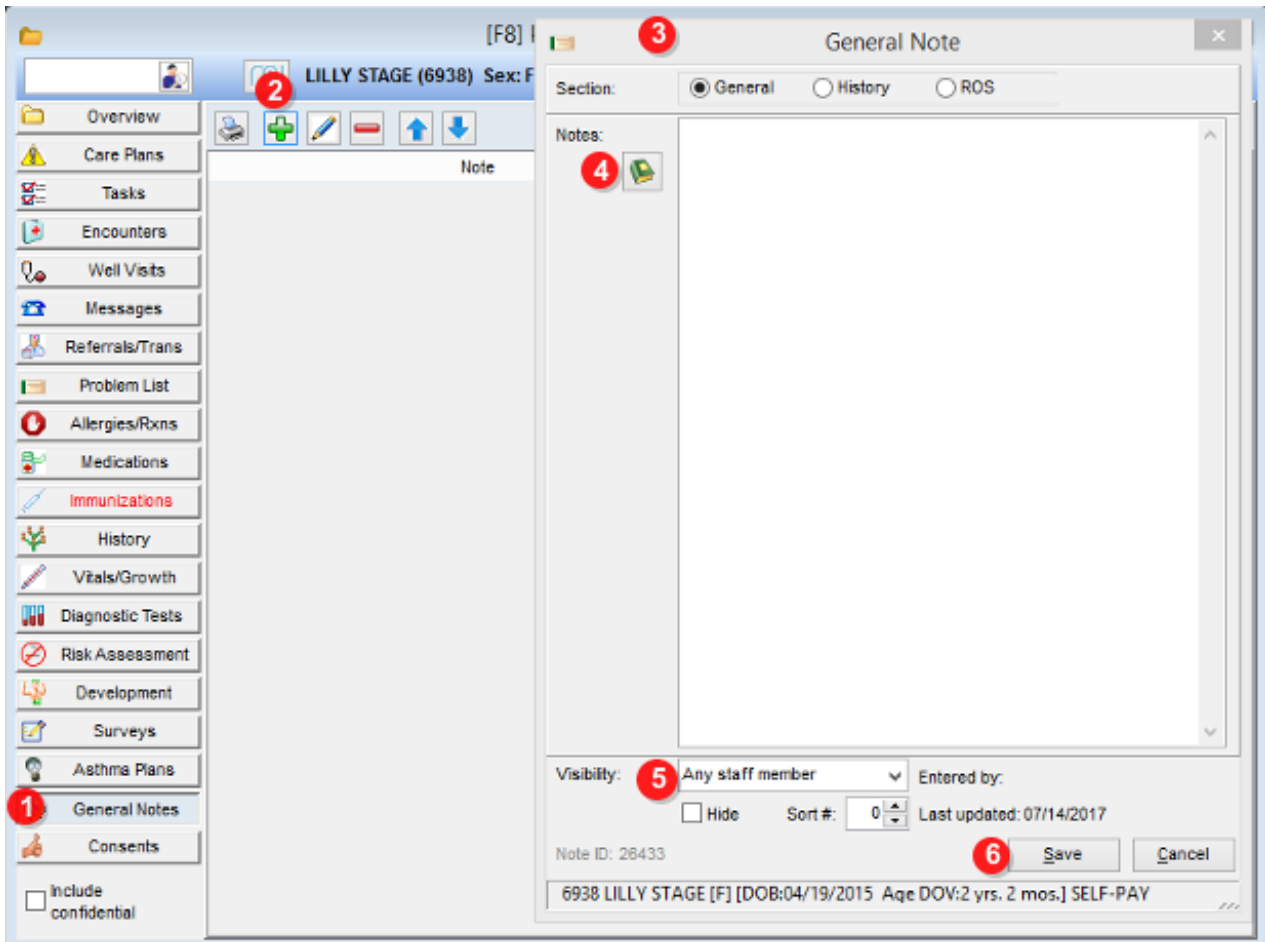 [F8]
LILLY STAGE (6938) Sex: F
2
Overview
Care Plans
Tasks
Encounters
Well Visits
Messages
Referrals/Trans
Problem List
Allergies/Rxns
Medications
Immunizations
History
Vitals/Growth
Diagnostic Tests
Risk Assessment
Development
Surveys
Asthma Plans
1 General Notes
Consents
Include
confidential
Note
3 General Note
Section: General History ROS
Notes:
4
Visibility: 5 Any staff member Entered by:
Hide Sort #: 0 Last updated: 07/14/2017
Note ID: 26433 6 Save Cancel
6938 LILLY STAGE [F] [DOB:04/19/2015 Age DOV:2 yrs. 2 mos.] SELF-PAY